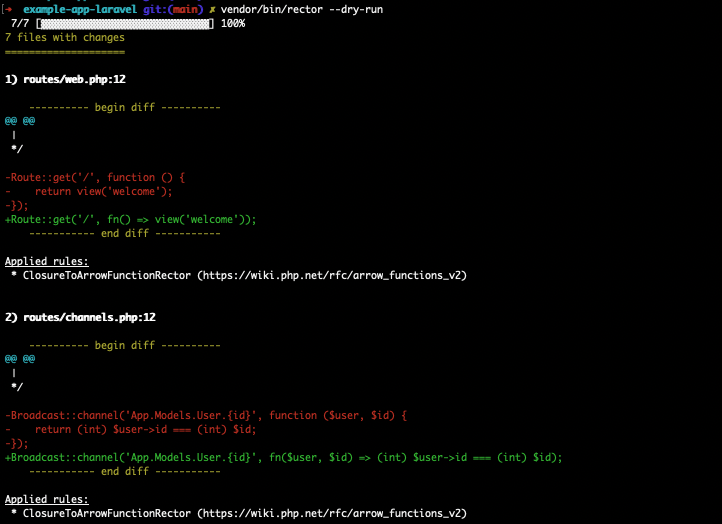 [➜  example-app-laravel git:(main) ✗ vendor/bin/rector --dry-run
 7/7 [▓▓▓▓▓▓▓▓▓▓▓▓▓▓▓▓▓▓▓▓▓▓▓▓▓▓▓▓] 100%
7 files with changes
====================
1) routes/web.php:12
    ---------- begin diff ----------
@@ @@
 |
 */
-Route::get('/', function () {
-    return view('welcome');
-});
+Route::get('/', fn() => view('welcome'));
    ----------- end diff -----------
Applied rules:
 * ClosureToArrowFunctionRector (https://wiki.php.net/rfc/arrow_functions_v2)
2) routes/channels.php:12
    ---------- begin diff ----------
@@ @@
 |
 */
-Broadcast::channel('App.Models.User.{id}', function ($user, $id) {
-    return (int) $user->id === (int) $id;
-});
+Broadcast::channel('App.Models.User.{id}', fn($user, $id) => (int) $user->id === (int) $id);
    ----------- end diff -----------
Applied rules:
 * ClosureToArrowFunctionRector (https://wiki.php.net/rfc/arrow_functions_v2)